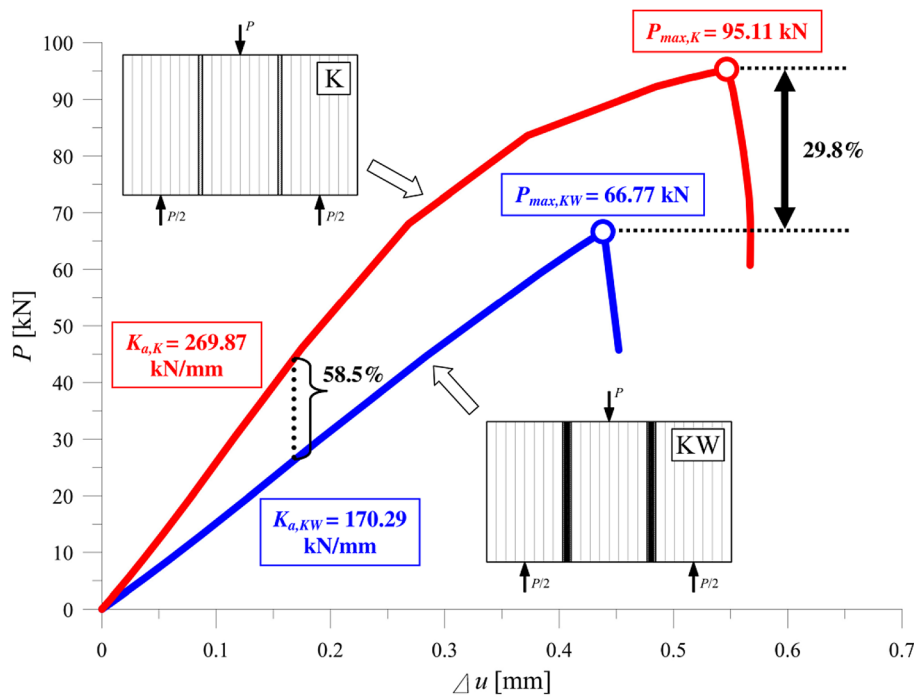 P
K
P/2
P/2
P_max,K = 95.11 kN
29.8%
P_max,KW = 66.77 kN
K_a,K = 269.87
kN/mm
58.5%
K_a,KW = 170.29
kN/mm
P
KW
P/2
P/2
P [kN]
100
90
80
70
60
50
40
30
20
10
0
0
0.1
0.2
0.3
0.4
0.5
0.6
0.7
⊿u [mm]